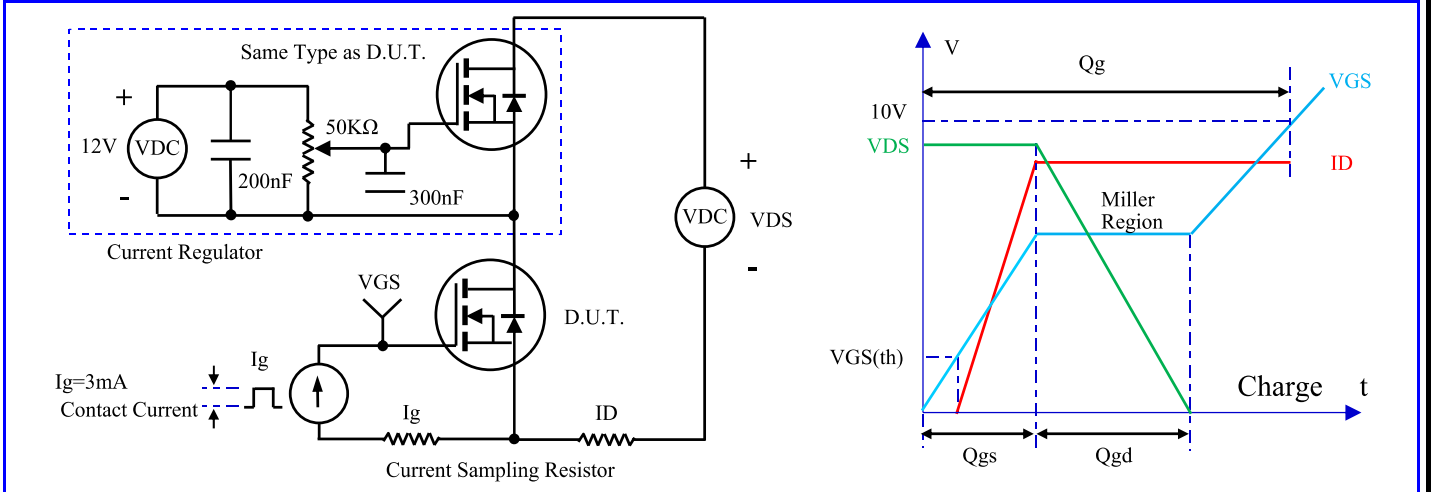 Same Type as D.U.T.
+
12V
VDC
-
200nF
50KΩ
300nF
Current Regulator
+
VDC
VDS
-
VGS
D.U.T.
Ig
Ig=3mA
Contact Current
Ig
ID
Current Sampling Resistor
V
Qg
VGS
10V
VDS
ID
Miller
Region
VGS(th)
Charge t
Qgs
Qgd